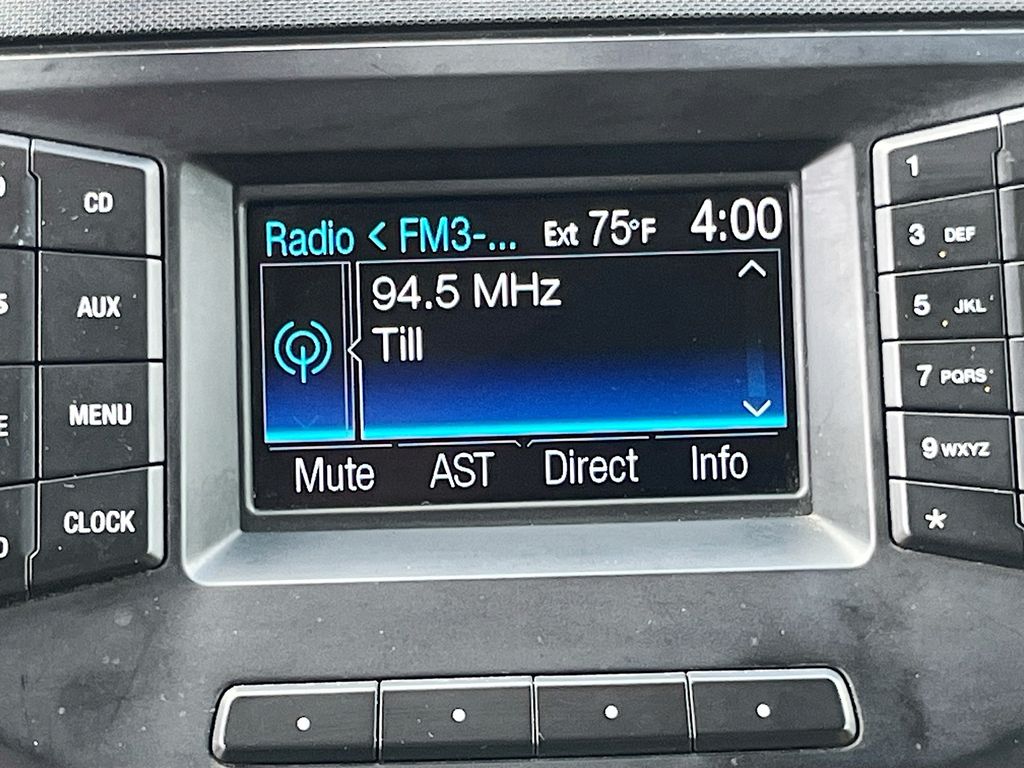 Radio < FM3-... Ext 75°F 4:00
94.5 MHz
Till
Mute AST Direct Info
CD
AUX
MENU
CLOCK
1
3 DEF
5 JKL
7 PQRS
9 WXYZ
*